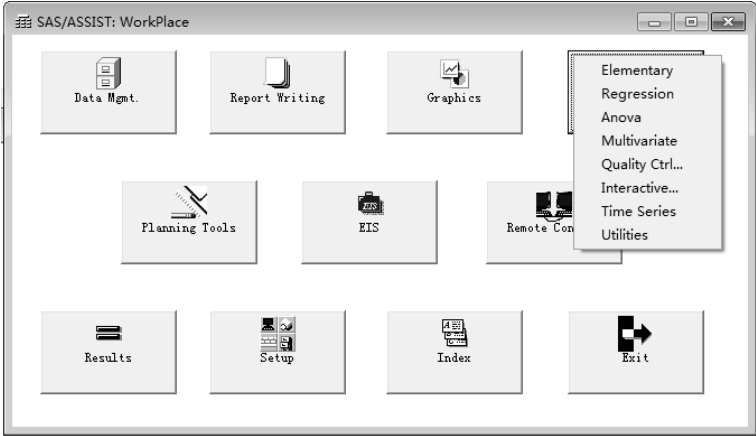 SAS/ASSIST: WorkPlace
Data Mgmt.
Report Writing
Graphics
Elementary
Regression
Anova
Multivariate
Quality Ctrl...
Interactive...
Time Series
Utilities
Planning Tools
EIS
Remote Con
Results
Setup
Index
Exit